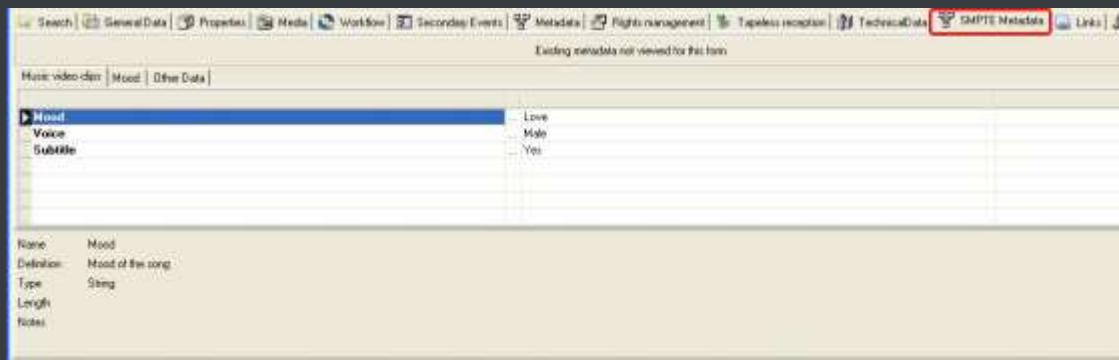 Search General Data Properties Media Workflow Secondary Events Metadata Rights management Tapeless reception TechnicalData SMPTE Metadata Links
Existing metadata not viewed for this form
Music video clips Mood Other Data
Mood ... Love
Voice ... Male
Subtitle ... Yes
Name Mood
Definition Mood of the song
Type String
Length
Notes